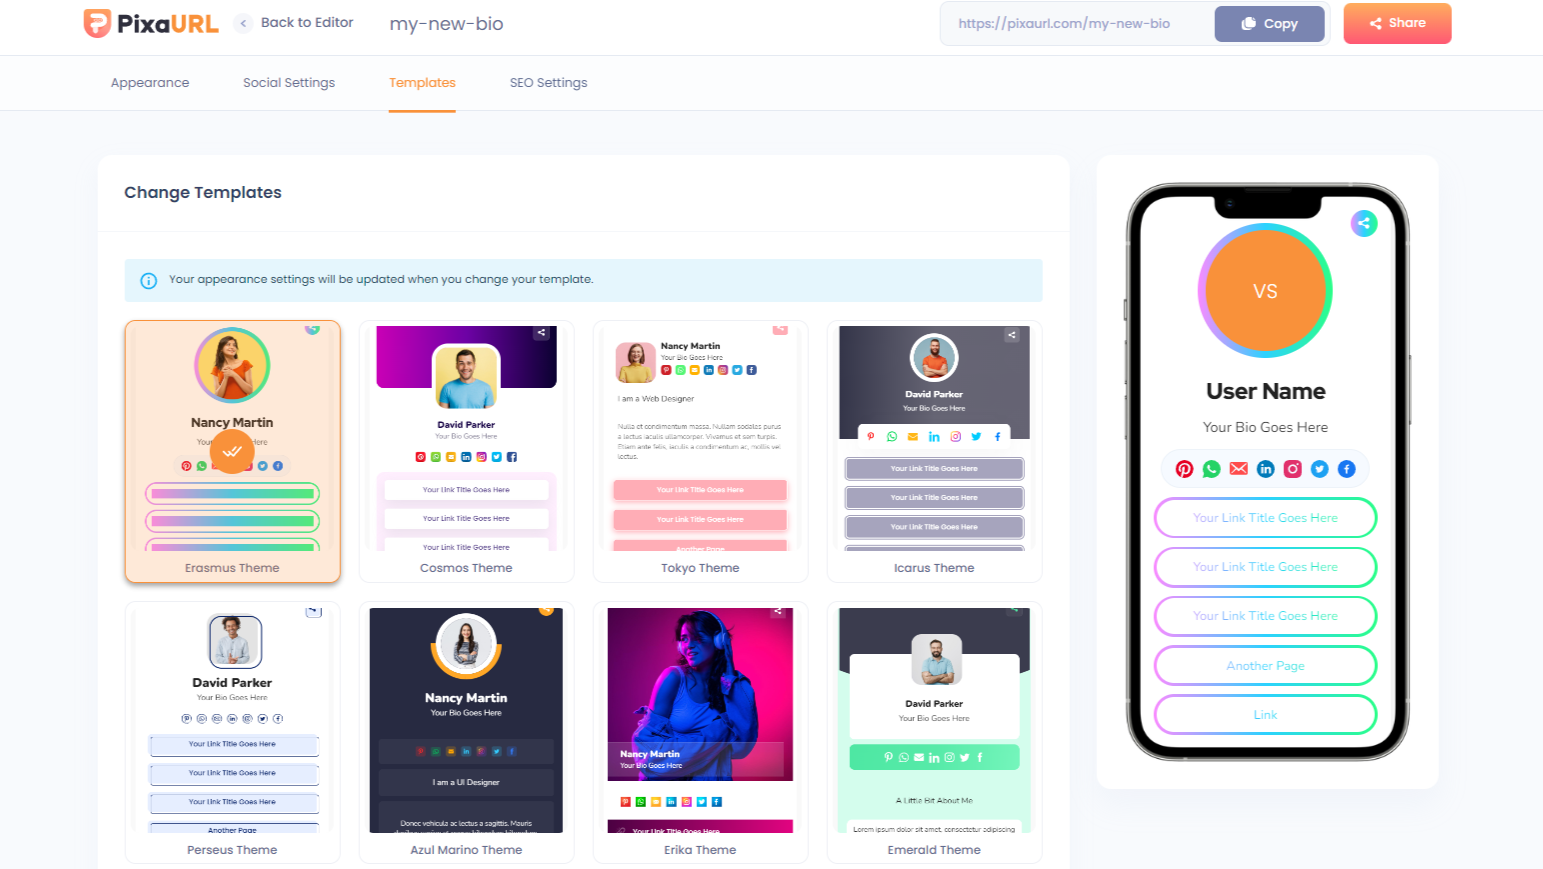 PixaURL
Back to Editor
my-new-bio
https://pixaurl.com/my-new-bio
Copy
Share
Appearance
Social Settings
Templates
SEO Settings
Change Templates
Your appearance settings will be updated when you change your template.
Nancy Martin
Erasmus Theme
David Parker
Your Bio Goes Here
Your Link Title Goes Here
Your Link Title Goes Here
Your Link Title Goes Here
Cosmos Theme
Nancy Martin
Your Bio Goes Here
I am a Web Designer
Nulla et condimentum massa. Nullam sodales purus
a lectus iaculis ullamcorper. Vivamus et sem turpis.
Etiam ante felis, iaculis a condimentum ac, mollis vel
lectus.
Your Link Title Goes Here
Your Link Title Goes Here
Another Page
Tokyo Theme
David Parker
Your Bio Goes Here
Your Link Title Goes Here
Your Link Title Goes Here
Your Link Title Goes Here
Icarus Theme
David Parker
Your Bio Goes Here
Your Link Title Goes Here
Your Link Title Goes Here
Your Link Title Goes Here
Another Page
Perseus Theme
Nancy Martin
Your Bio Goes Here
I am a UI Designer
Donec vehicula ac lectus a sagittis. Mauris
Azul Marino Theme
Nancy Martin
Your Bio Goes Here
Your Link Title Goes Here
Erika Theme
David Parker
Your Bio Goes Here
A Little Bit About Me
Lorem ipsum dolor sit amet, consectetur adipiscing
Emerald Theme
VS
User Name
Your Bio Goes Here
Your Link Title Goes Here
Your Link Title Goes Here
Your Link Title Goes Here
Another Page
Link